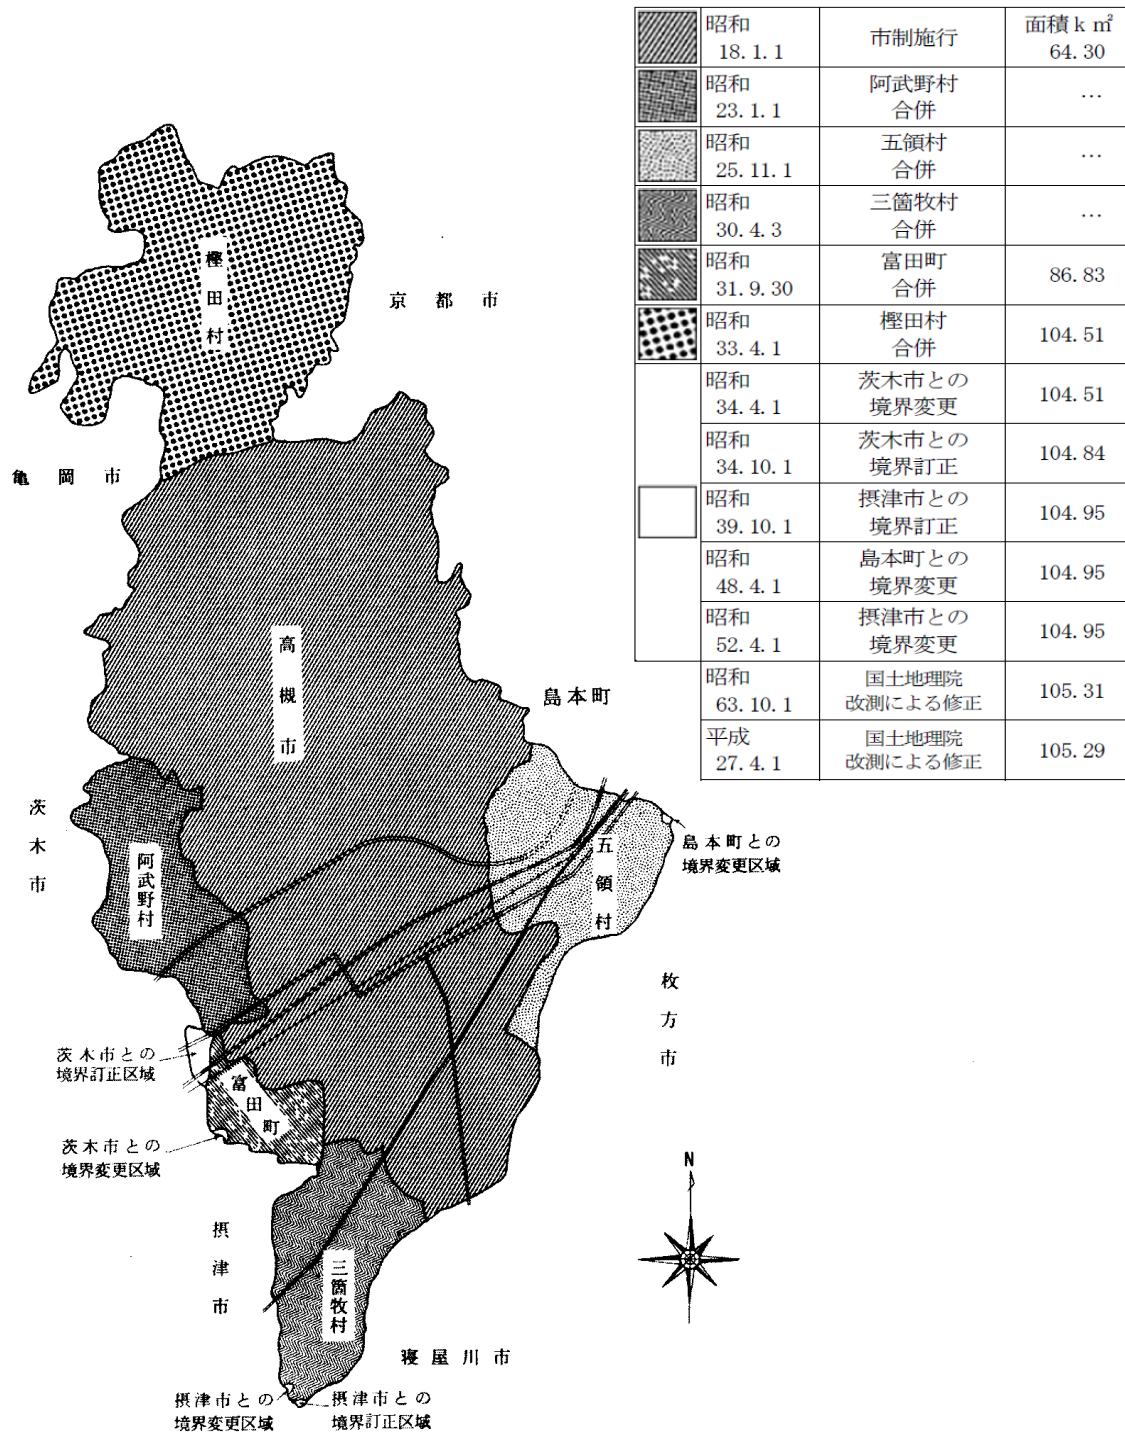 昭和
18.1.1
市制施行
面積k㎡
64.30
昭和
23.1.1
阿武野村
合併
…
昭和
25.11.1
五領村
合併
…
昭和
30.4.3
三箇牧村
合併
…
昭和
31.9.30
富田町
合併
86.83
昭和
33.4.1
樫田村
合併
104.51
昭和
34.4.1
茨木市との
境界変更
104.51
昭和
34.10.1
茨木市との
境界訂正
104.84
昭和
39.10.1
摂津市との
境界訂正
104.95
昭和
48.4.1
島本町との
境界変更
104.95
昭和
52.4.1
摂津市との
境界変更
104.95
昭和
63.10.1
国土地理院
改測による修正
105.31
平成
27.4.1
国土地理院
改測による修正
105.29
樫田村
京都市
亀岡市
高槻市
島本町
茨木市
阿武野村
五領村
島本町との
境界変更区域
枚方市
茨木市との
境界訂正区域
富田町
茨木市との
境界変更区域
摂津市
三箇牧村
寝屋川市
摂津市との
境界変更区域
摂津市との
境界訂正区域
N